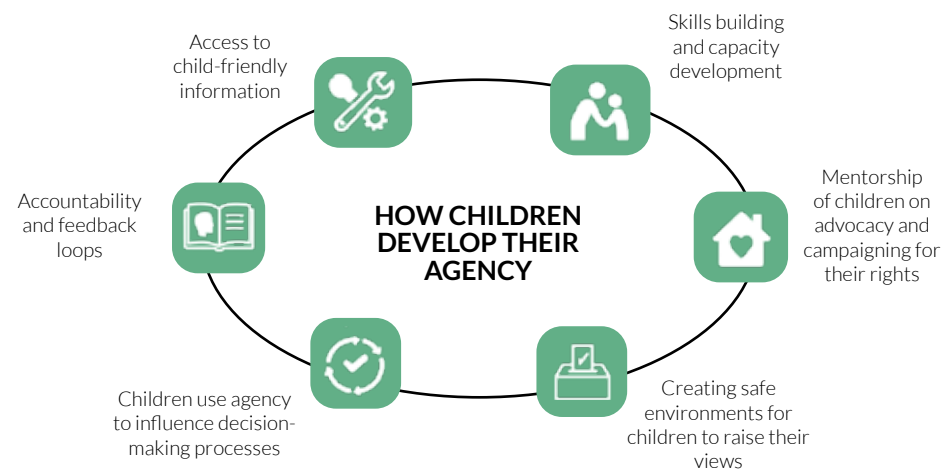 Access to
child-friendly
information
Skills building
and capacity
development
Mentorship
of children on
advocacy and
campaigning for
their rights
Creating safe
environments for
children to raise their
views
Children use agency
to influence decision-
making processes
Accountability
and feedback
loops
HOW CHILDREN
DEVELOP THEIR
AGENCY